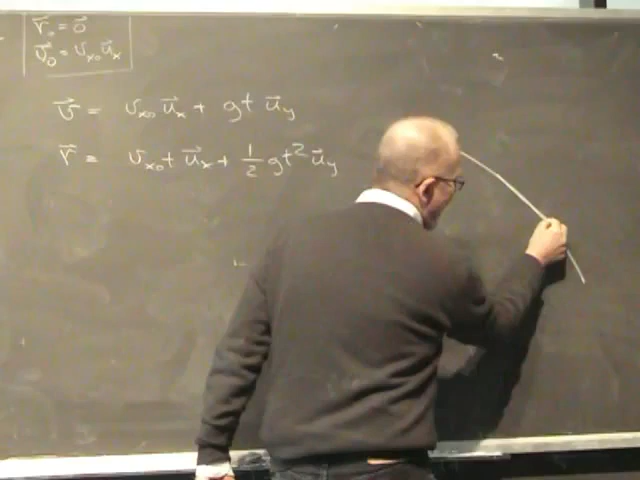 r⃗₀ = 0⃗
v⃗₀ = vₓ₀ u⃗ₓ
v⃗ = vₓ₀ u⃗ₓ + gt u⃗ᵧ
r⃗ = vₓ₀ t u⃗ₓ + 1/2 gt² u⃗ᵧ